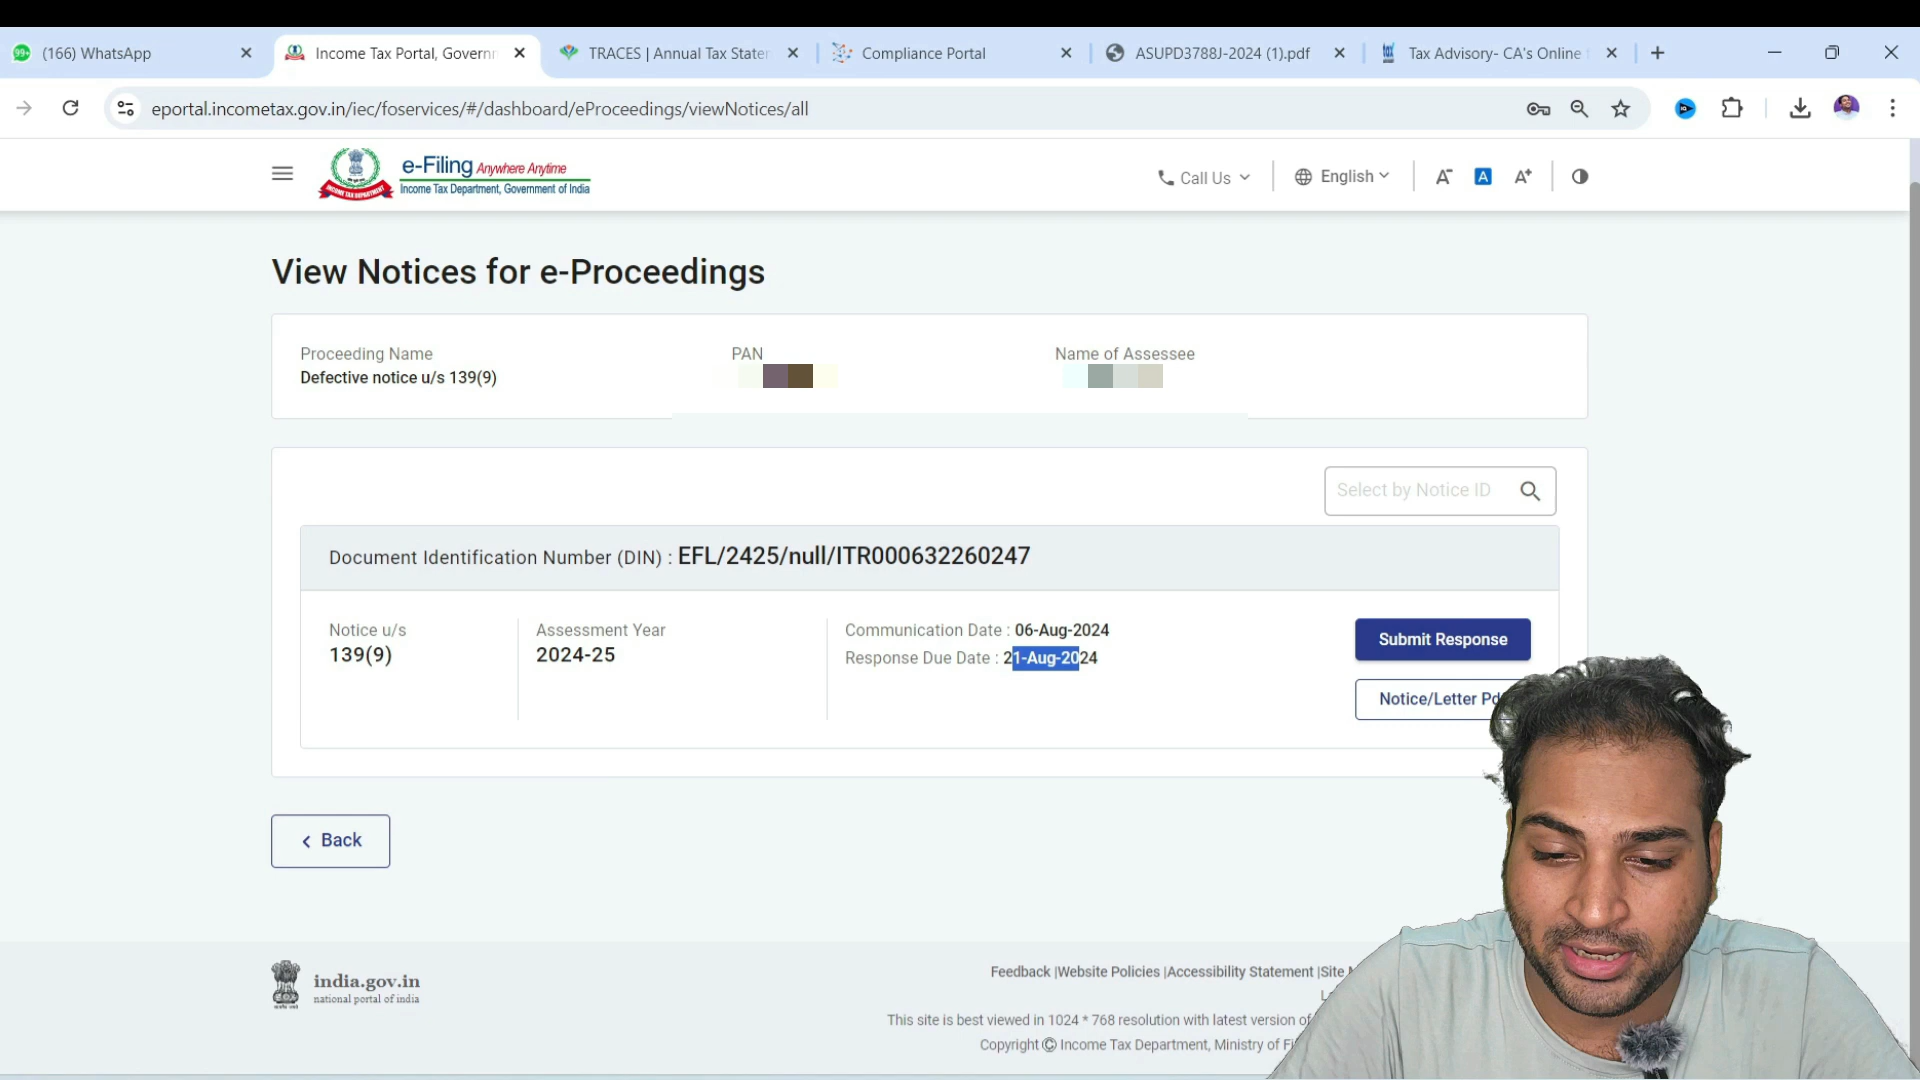 99+ (166) WhatsApp
Income Tax Portal, Governm
TRACES | Annual Tax Stater
Compliance Portal
ASUPD3788J-2024 (1).pdf
Tax Advisory- CA's Online
eportal.incometax.gov.in/iec/foservices/#/dashboard/eProceedings/viewNotices/all
e-Filing Anywhere Anytime
Income Tax Department, Government of India
INCOME TAX DEPARTMENT
Call Us
English
A-
A
A+
View Notices for e-Proceedings
Proceeding Name
Defective notice u/s 139(9)
PAN
Name of Assessee
Select by Notice ID
Document Identification Number (DIN) : EFL/2425/null/ITR000632260247
Notice u/s
139(9)
Assessment Year
2024-25
Communication Date : 06-Aug-2024
Response Due Date : 21-Aug-2024
Submit Response
Notice/Letter Pd
< Back
india.gov.in
national portal of india
Feedback |Website Policies |Accessibility Statement |Site
This site is best viewed in 1024 * 768 resolution with latest version of
Copyright © Income Tax Department, Ministry of Fi